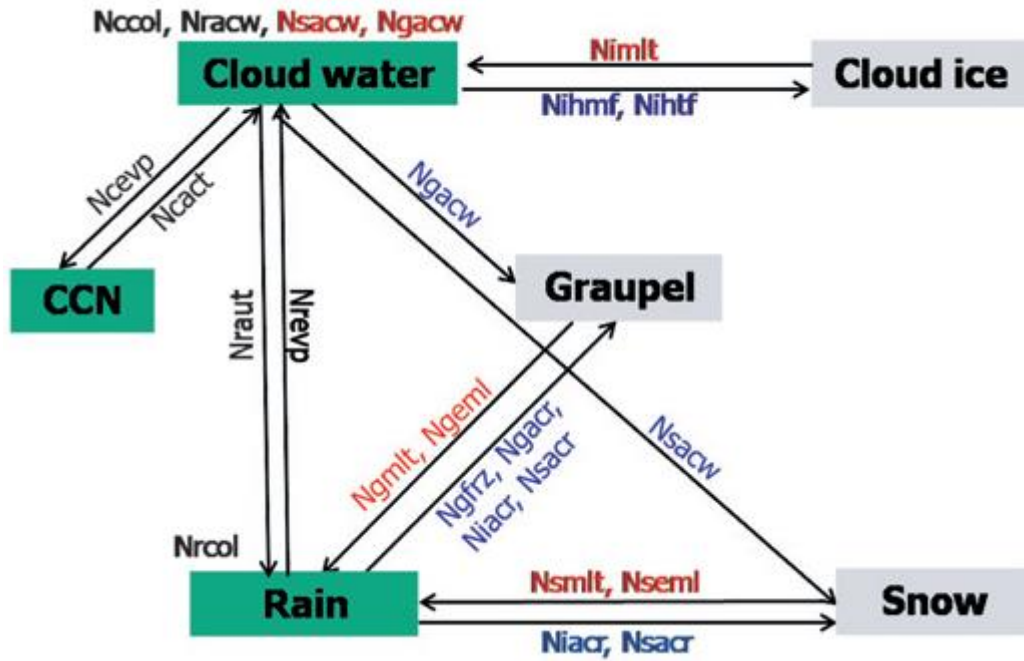 Nccol, Nracw, Nsacw, Ngacw
Cloud water
Nimlt
Nihmf, Nihtf
Cloud ice
Ncevp
Ncact
Ngacw
CCN
Graupel
Nraut
Nrevp
Ngmlt, Ngeml
Ngfrz, Ngacr,
Niacr, Nsacr
Nsacw
Nrcol
Rain
Nsmlt, Nseml
Niacr, Nsacr
Snow